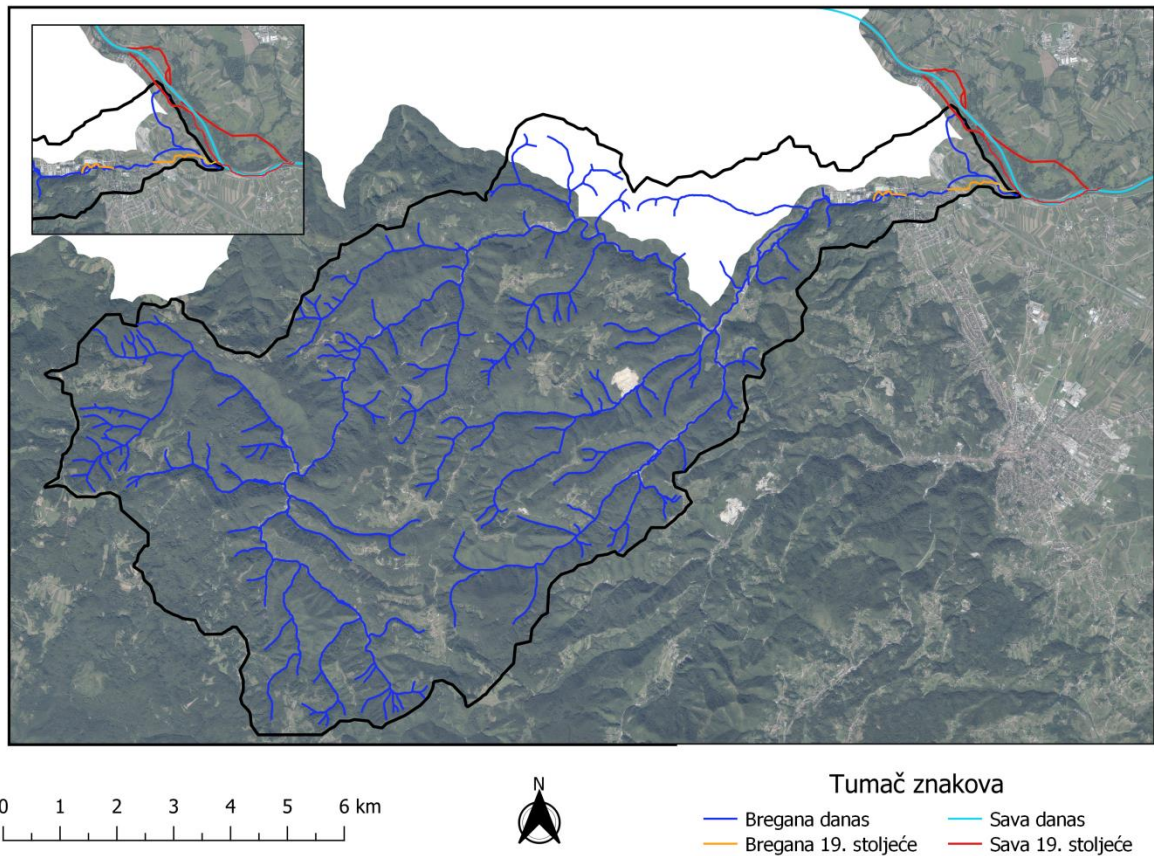 N
0 1 2 3 4 5 6 km
Tumač znakova
Bregana danas
Bregana 19. stoljeće
Sava danas
Sava 19. stoljeće